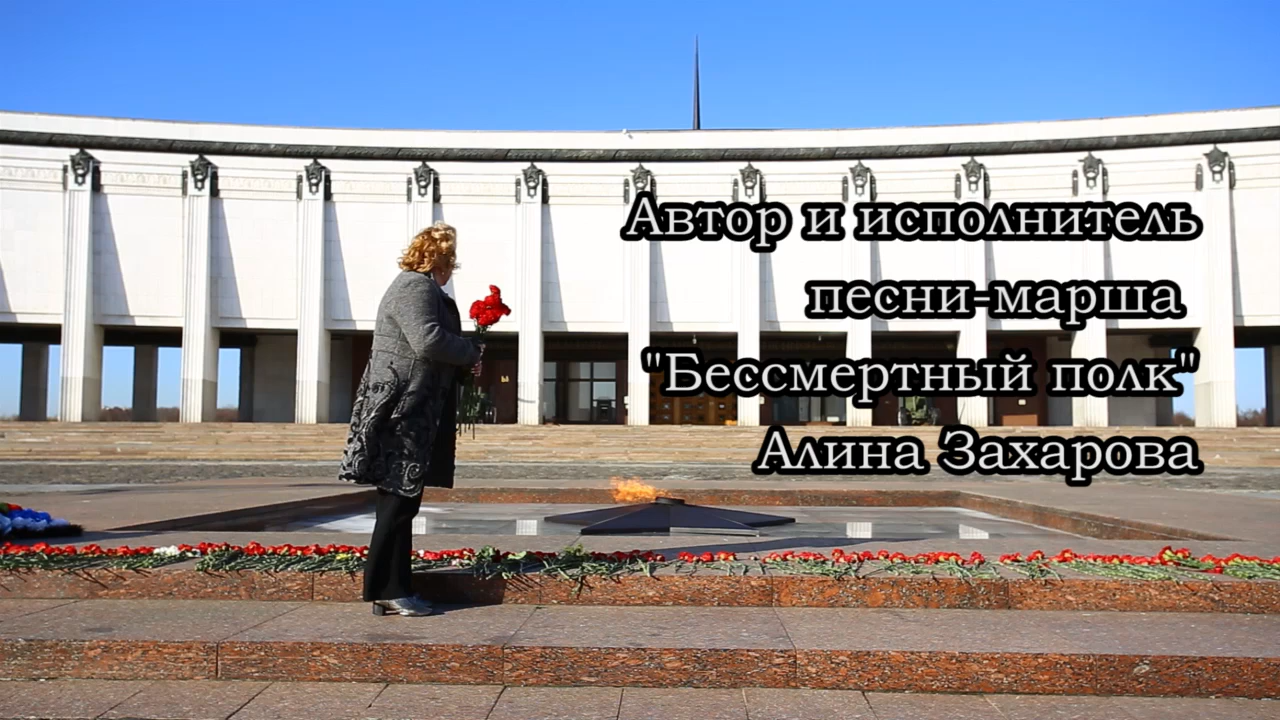 Автор и исполнитель
песни-марша
"Бессмертный полк"
Алина Захарова